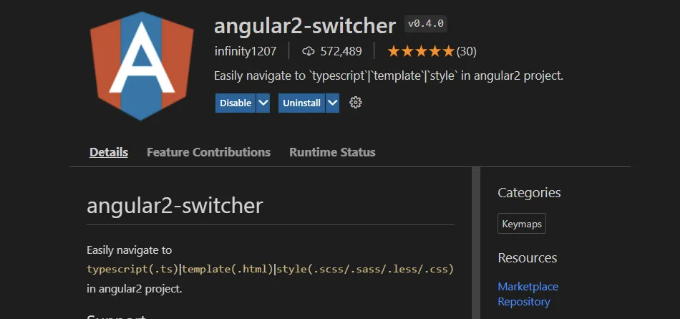 A
angular2-switcher v0.4.0
infinity1207 572,489 ★★★★★(30)
Easily navigate to `typescript`|`template`|`style` in angular2 project.
Disable Uninstall
Details Feature Contributions Runtime Status
angular2-switcher
Easily navigate to
typescript(.ts)|template(.html)|style(.scss/.sass/.less/.css)
in angular2 project.
Support
Categories
Keymaps
Resources
Marketplace
Repository